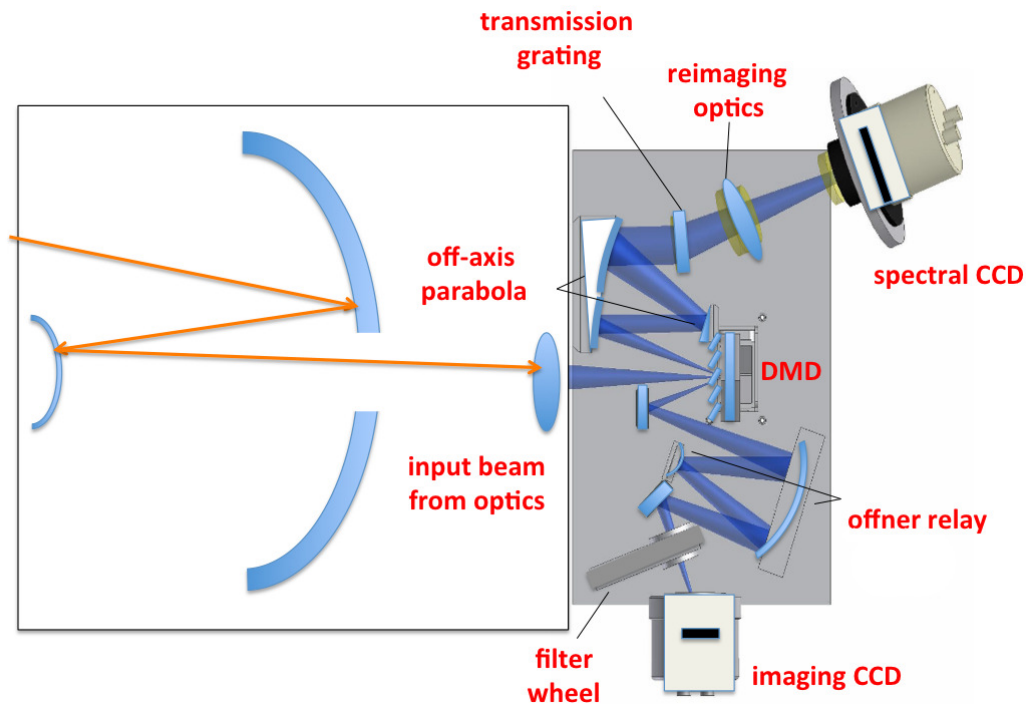 transmission
grating
reimaging
optics
off-axis
parabola
spectral CCD
DMD
input beam
from optics
offner relay
filter
wheel
imaging CCD